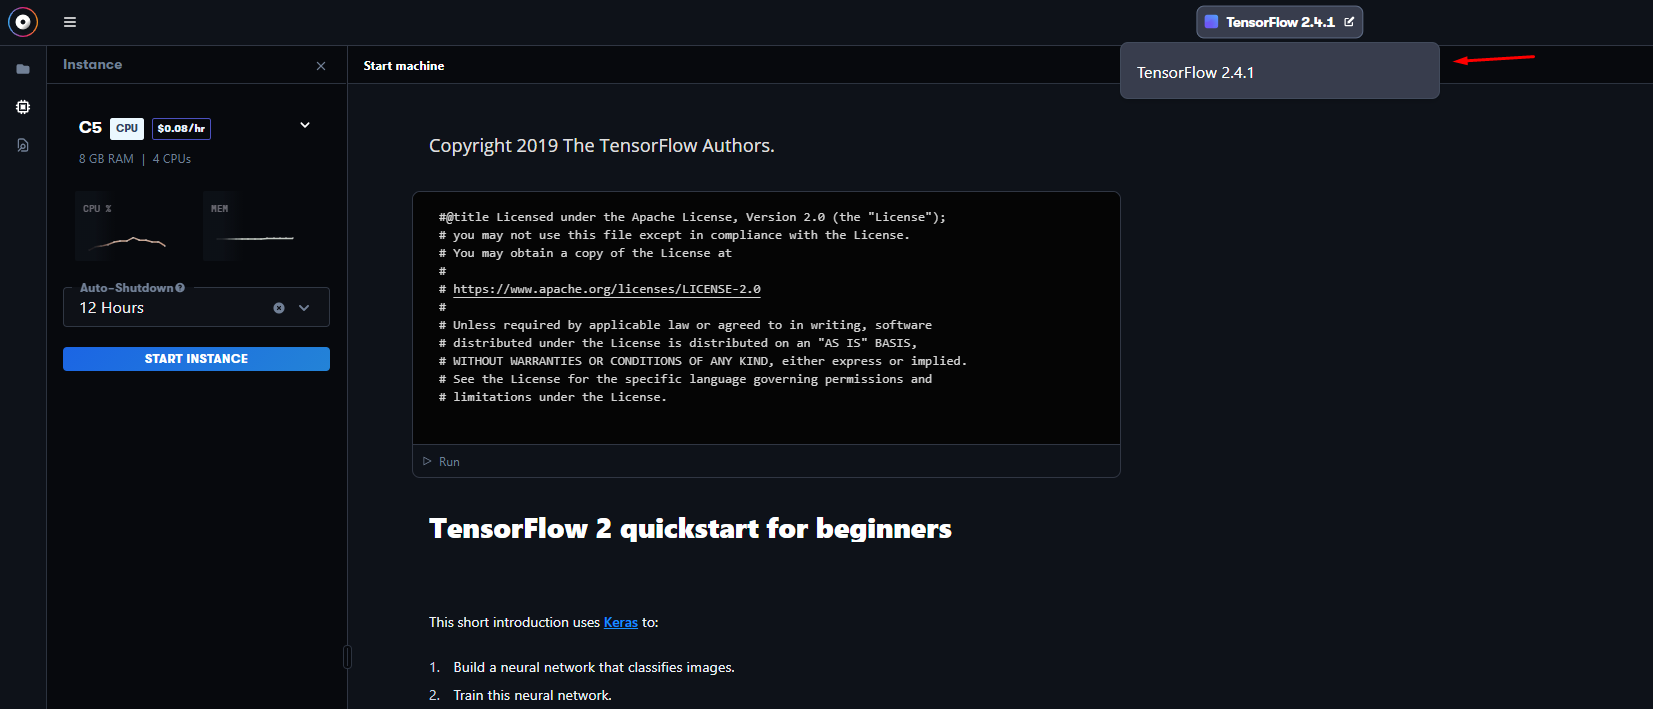 TensorFlow 2.4.1
TensorFlow 2.4.1
Instance
C5 CPU $0.08/hr
8 GB RAM | 4 CPUs
CPU %
MEM
Auto-Shutdown
12 Hours
START INSTANCE
Start machine
Copyright 2019 The TensorFlow Authors.
#@title Licensed under the Apache License, Version 2.0 (the "License");
# you may not use this file except in compliance with the License.
# You may obtain a copy of the License at
#
# https://www.apache.org/licenses/LICENSE-2.0
#
# Unless required by applicable law or agreed to in writing, software
# distributed under the License is distributed on an "AS IS" BASIS,
# WITHOUT WARRANTIES OR CONDITIONS OF ANY KIND, either express or implied.
# See the License for the specific language governing permissions and
# limitations under the License.
Run
TensorFlow 2 quickstart for beginners
This short introduction uses Keras to:
1. Build a neural network that classifies images.
2. Train this neural network.